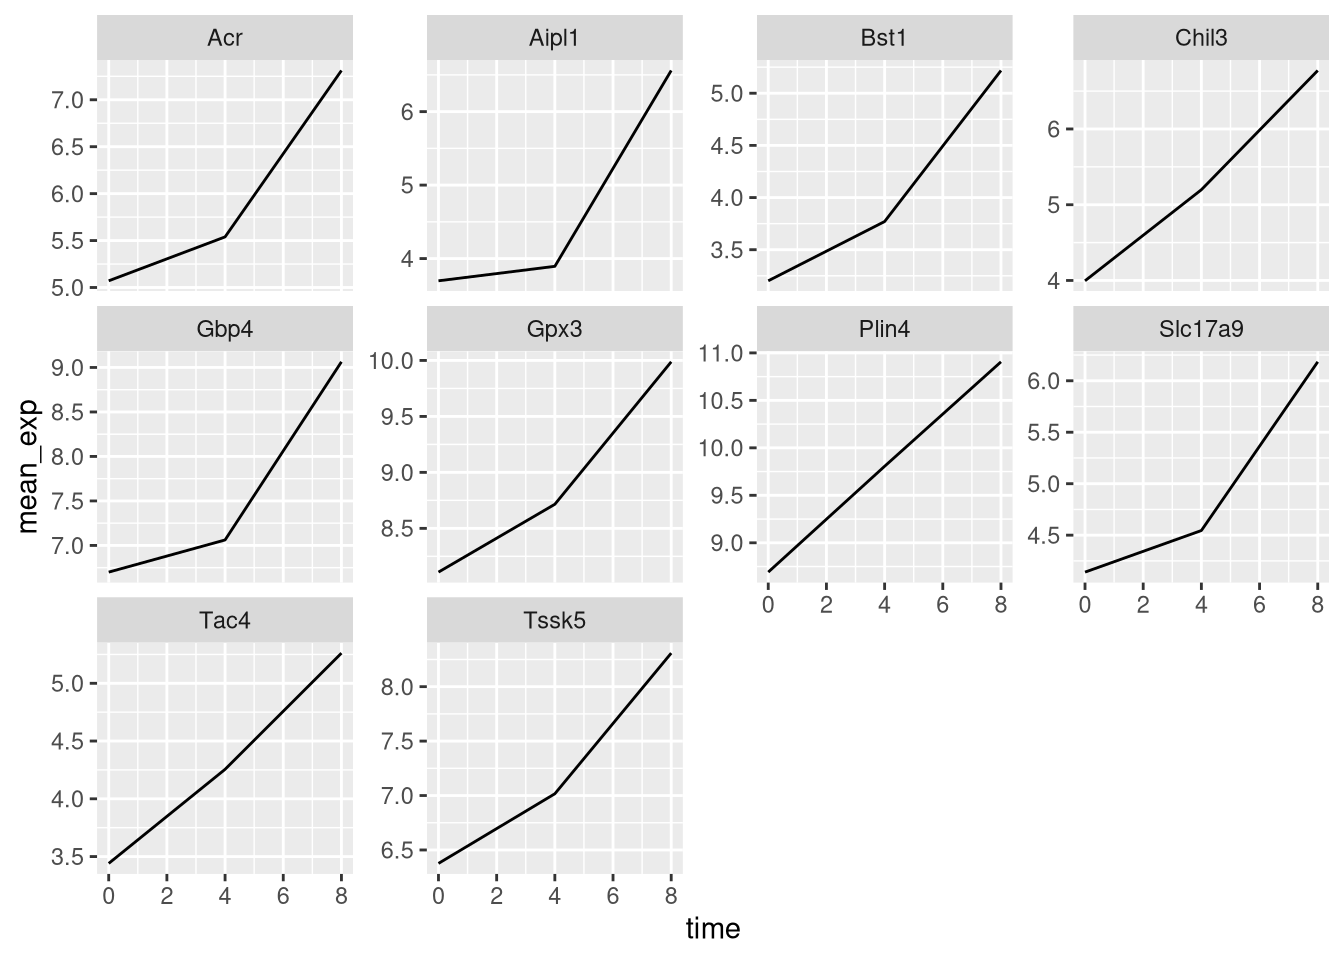 Acr Aipl1 Bst1 Chil3
7.0 6 5.0 6
6.5 5 4.5 5
6.0 4 4.0 4
5.5 3.5
5.0
Gbp4 Gpx3 Plin4 Slc17a9
9.0 10.0 11.0 6.0
8.5 9.5 10.5 5.5
8.0 9.0 10.0 5.0
7.5 8.5 9.5 4.5
7.0 9.0
mean_exp
0 2 4 6 8 0 2 4 6 8
Tac4 Tssk5
5.0 8.0
4.5 7.5
4.0 7.0
3.5 6.5
0 2 4 6 8 0 2 4 6 8
time